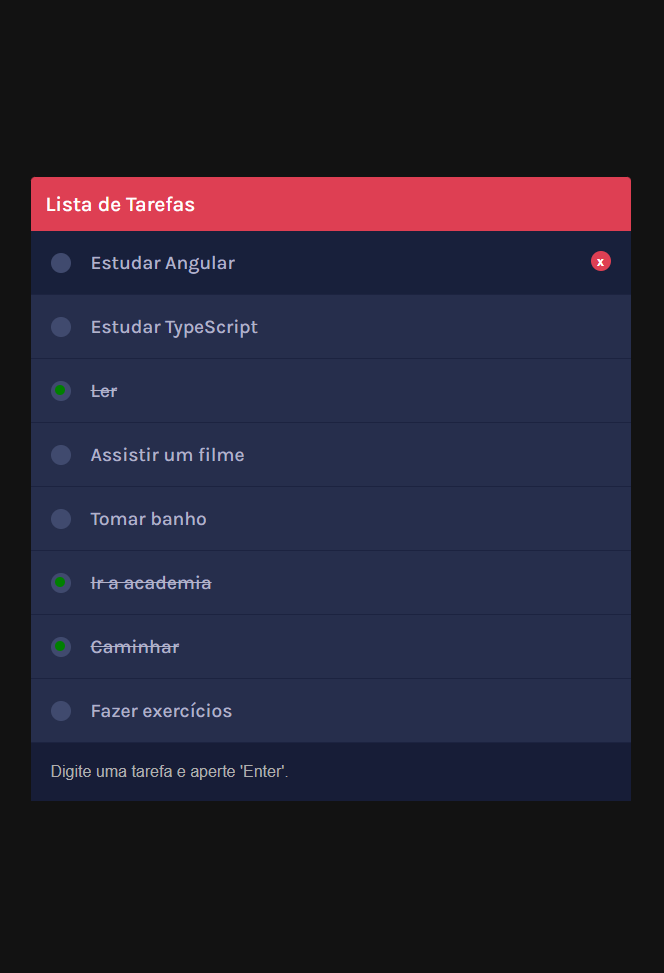 Lista de Tarefas
Estudar Angular x
Estudar TypeScript
Ler
Assistir um filme
Tomar banho
Ir a academia
Caminhar
Fazer exercícios
Digite uma tarefa e aperte 'Enter'.